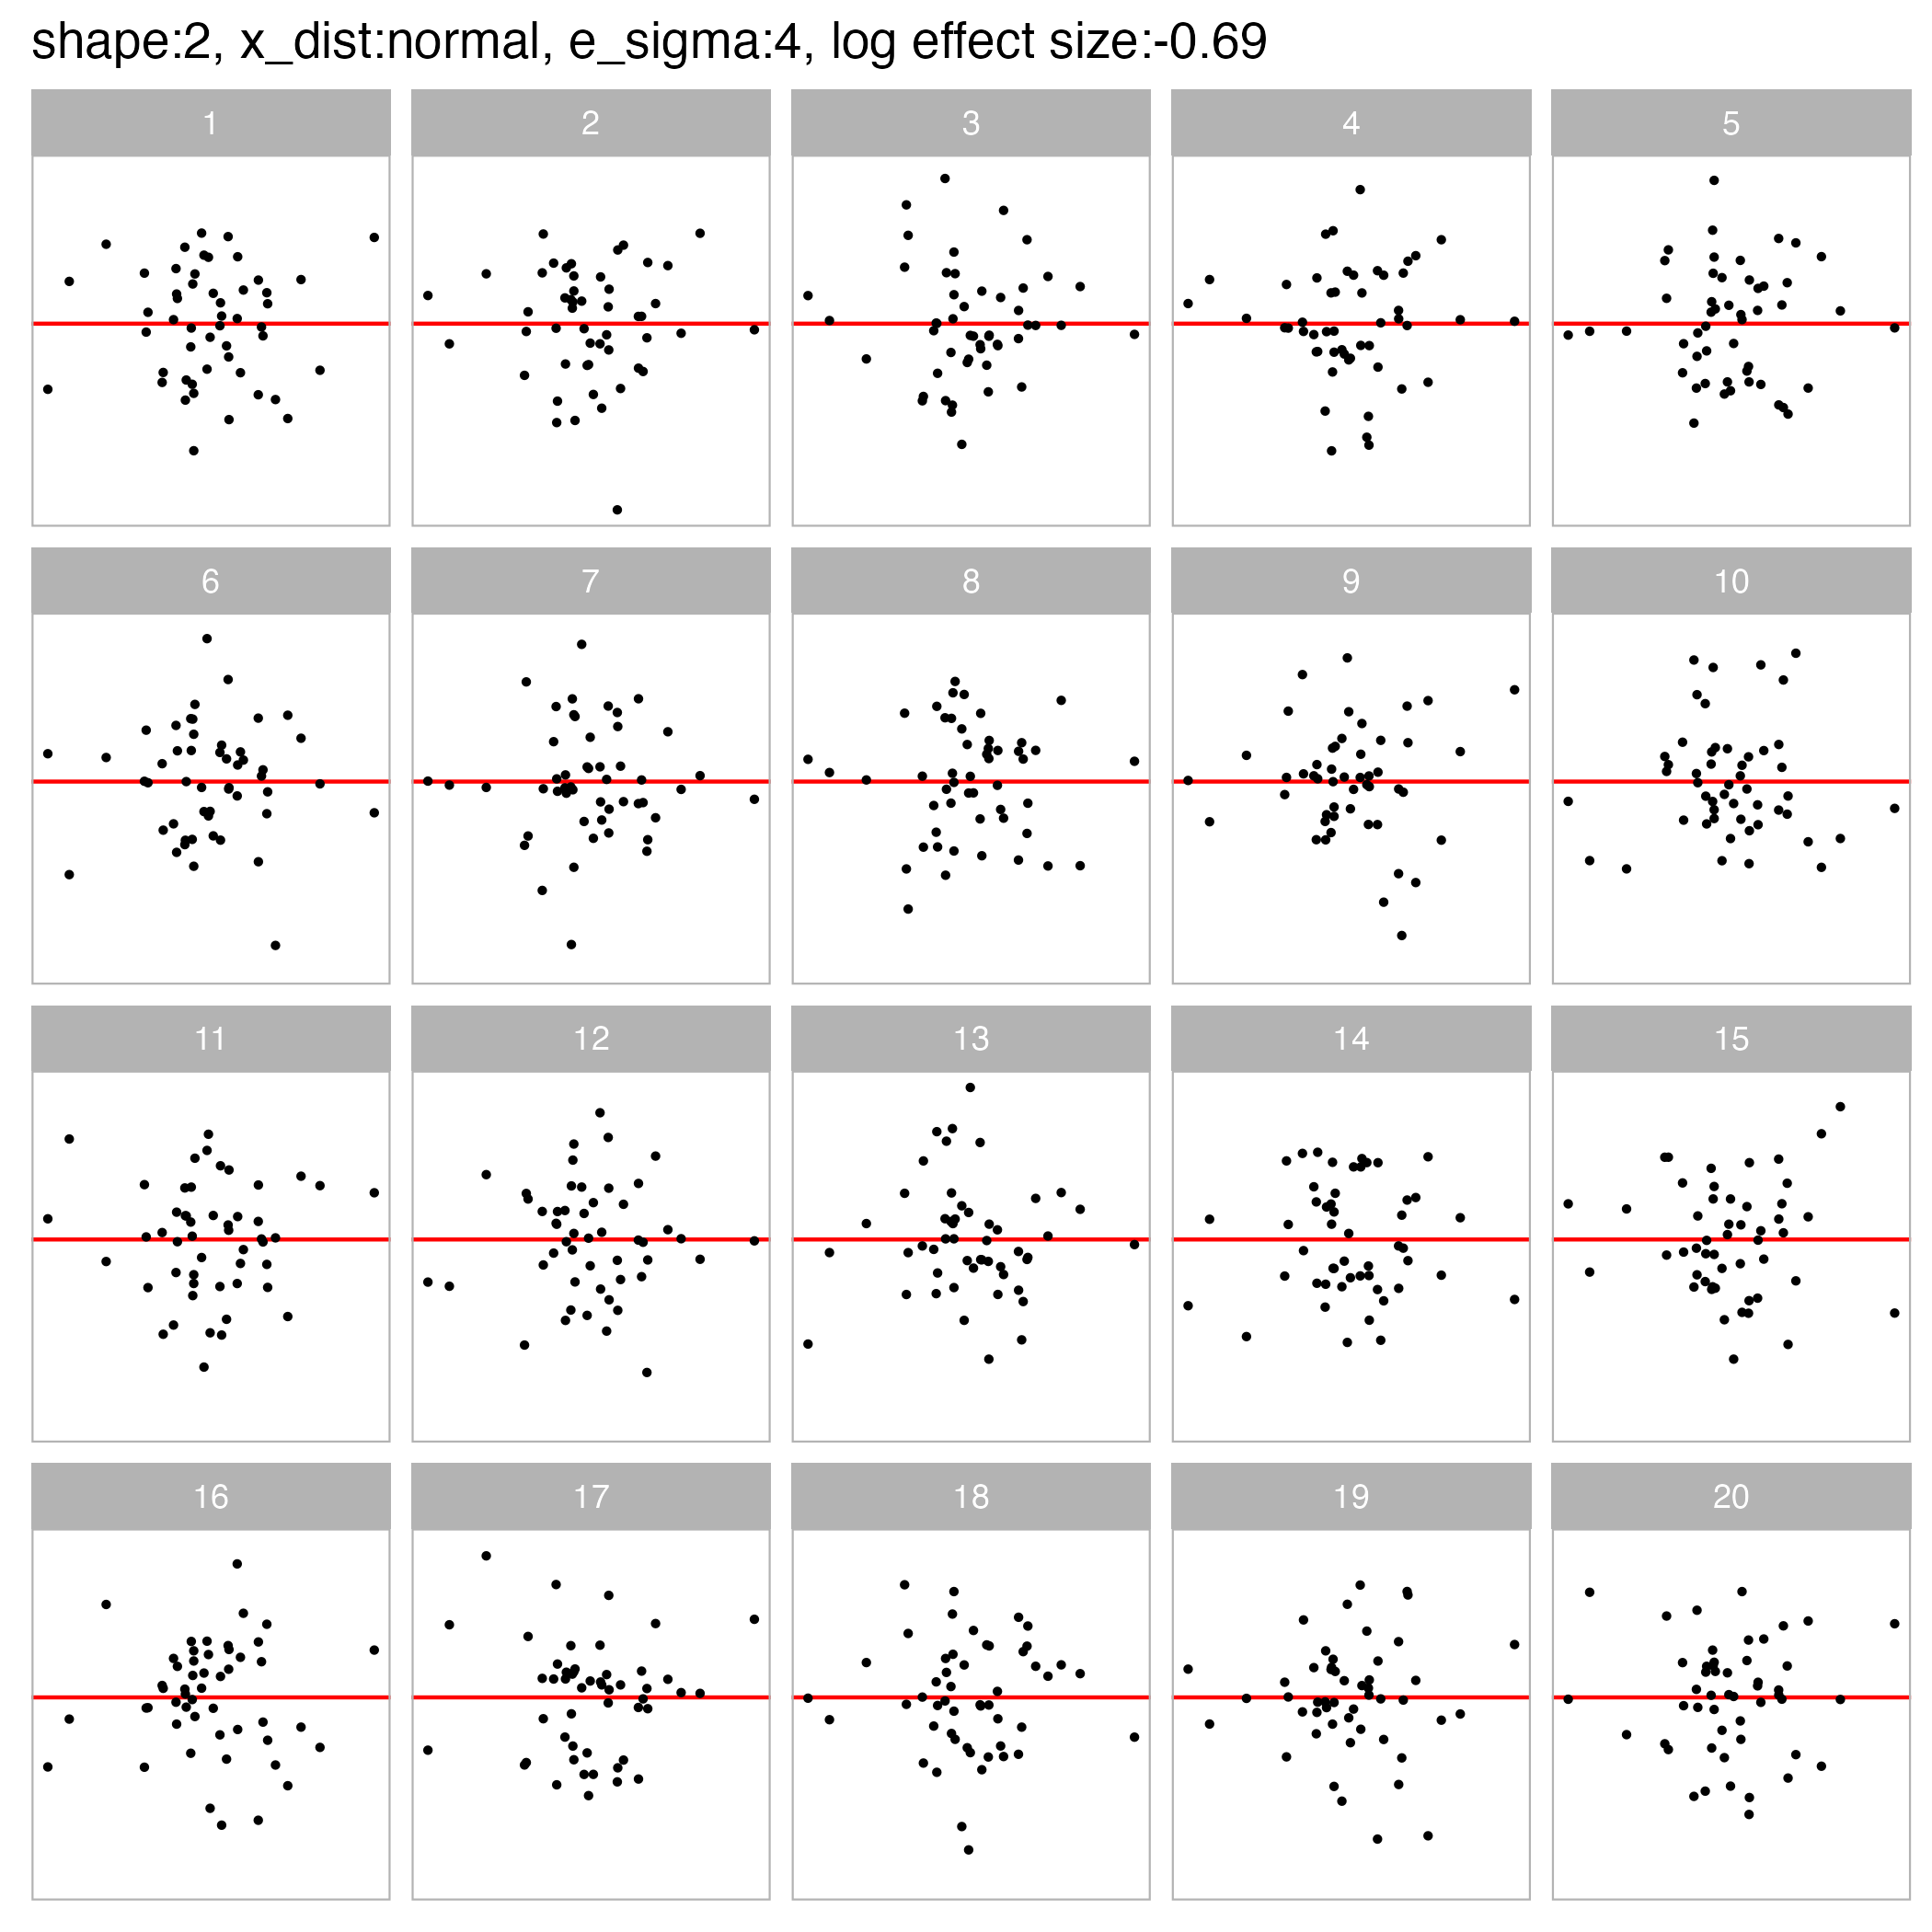 shape:2, x_dist:normal, e_sigma:4, log effect size:-0.69
1 2 3 4 5
6 7 8 9 10
11 12 13 14 15
16 17 18 19 20